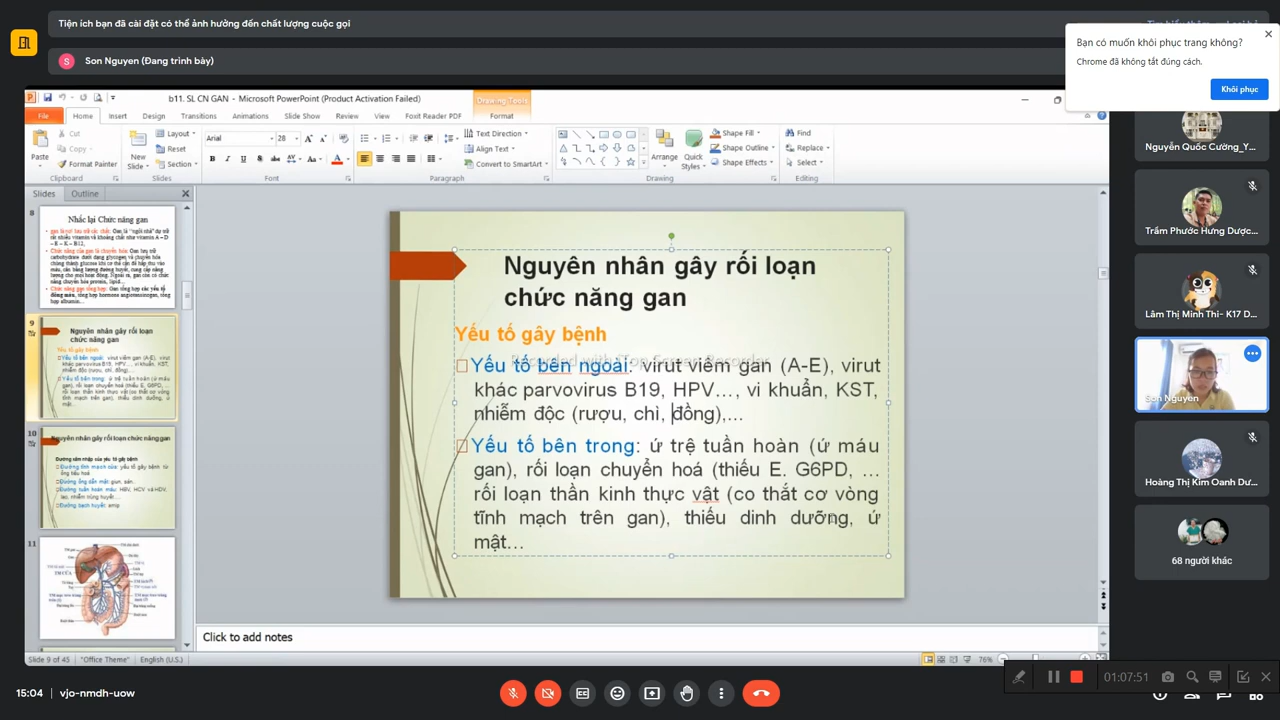 Tiện ích bạn đã cài đặt có thể ảnh hưởng đến chất lượng cuộc gọi
Bạn có muốn khôi phục trang không?
Chrome đã không tắt đúng cách.
Khôi phục
S Son Nguyen (Đang trình bày)
b11. SL CN GAN - Microsoft PowerPoint (Product Activation Failed)
Drawing Tools
File Home Insert Design Transitions Animations Slide Show Review View Foxit Reader PDF Format
Paste
Cut
Copy
Format Painter
Clipboard
New Slide
Layout
Reset
Section
Slides
Arial 28
Font
Paragraph
Text Direction
Align Text
Convert to SmartArt
Arrange
Quick Styles
Drawing
Shape Fill
Shape Outline
Shape Effects
Find
Replace
Select
Editing
Slides Outline
8
Nhắc lại Chức năng gan
9
Nguyên nhân gây rối loạn
chức năng gan
Yếu tố gây bệnh
10
Nguyên nhân gây rối loạn chức năng gan
11
Nguyên nhân gây rối loạn
chức năng gan
Yếu tố gây bệnh
Yếu tố bên ngoài: virut viêm gan (A-E), virut
khác parvovirus B19, HPV…, vi khuẩn, KST,
nhiễm độc (rượu, chì, đồng),…
Yếu tố bên trong: ứ trệ tuần hoàn (ứ máu
gan), rối loạn chuyển hoá (thiếu E. G6PD, …
rối loạn thần kinh thực vật (co thắt cơ vòng
tĩnh mạch trên gan), thiếu dinh dưỡng, ứ
mật…
Click to add notes
Slide 9 of 45 "Office Theme" English (U.S.) 76%
Nguyễn Quốc Cường_Y...
Trầm Phước Hưng Dược...
Lâm Thị Minh Thi- K17 D...
Son Nguyen
Hoàng Thị Kim Oanh Dư...
68 người khác
15:04 vjo-nmdh-uow
01:07:51